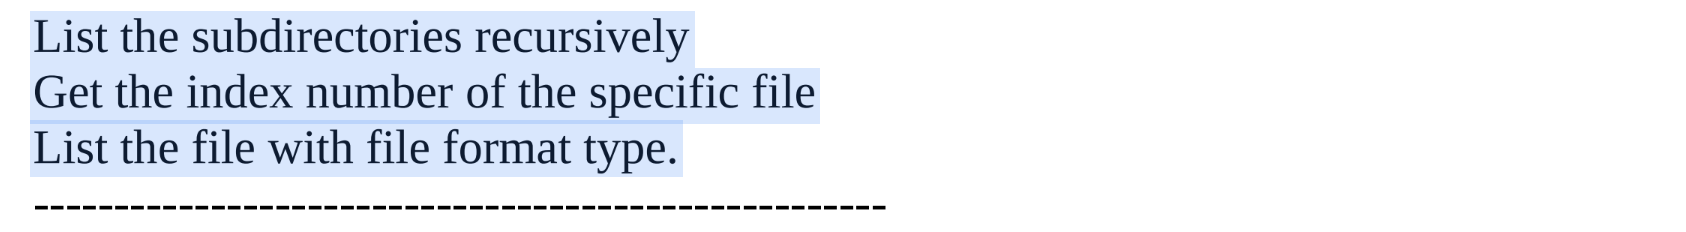 List the subdirectories recursively
Get the index number of the specific file
List the file with file format type.
------------------------------------------------------